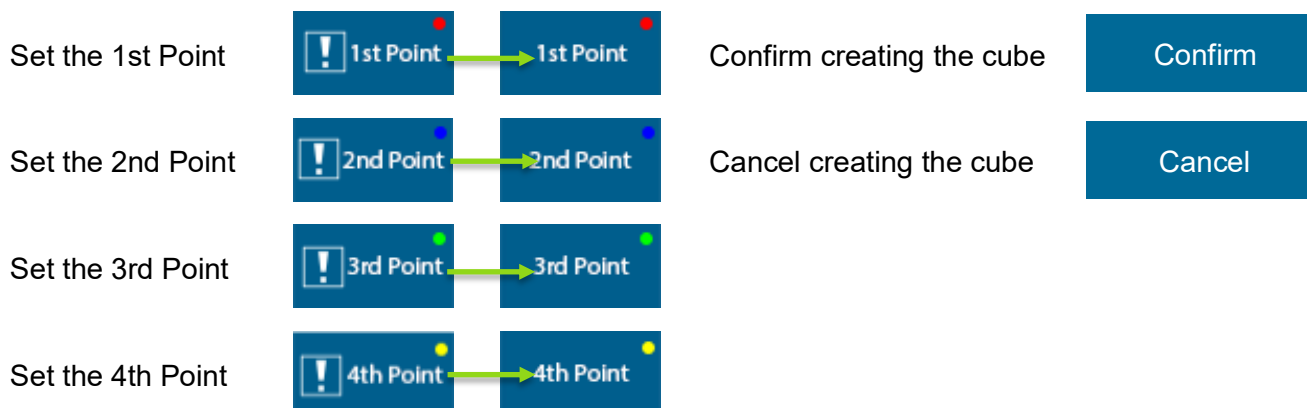 Set the 1st Point
! 1st Point
1st Point
Confirm creating the cube
Confirm
Set the 2nd Point
! 2nd Point
2nd Point
Cancel creating the cube
Cancel
Set the 3rd Point
! 3rd Point
3rd Point
Set the 4th Point
! 4th Point
4th Point